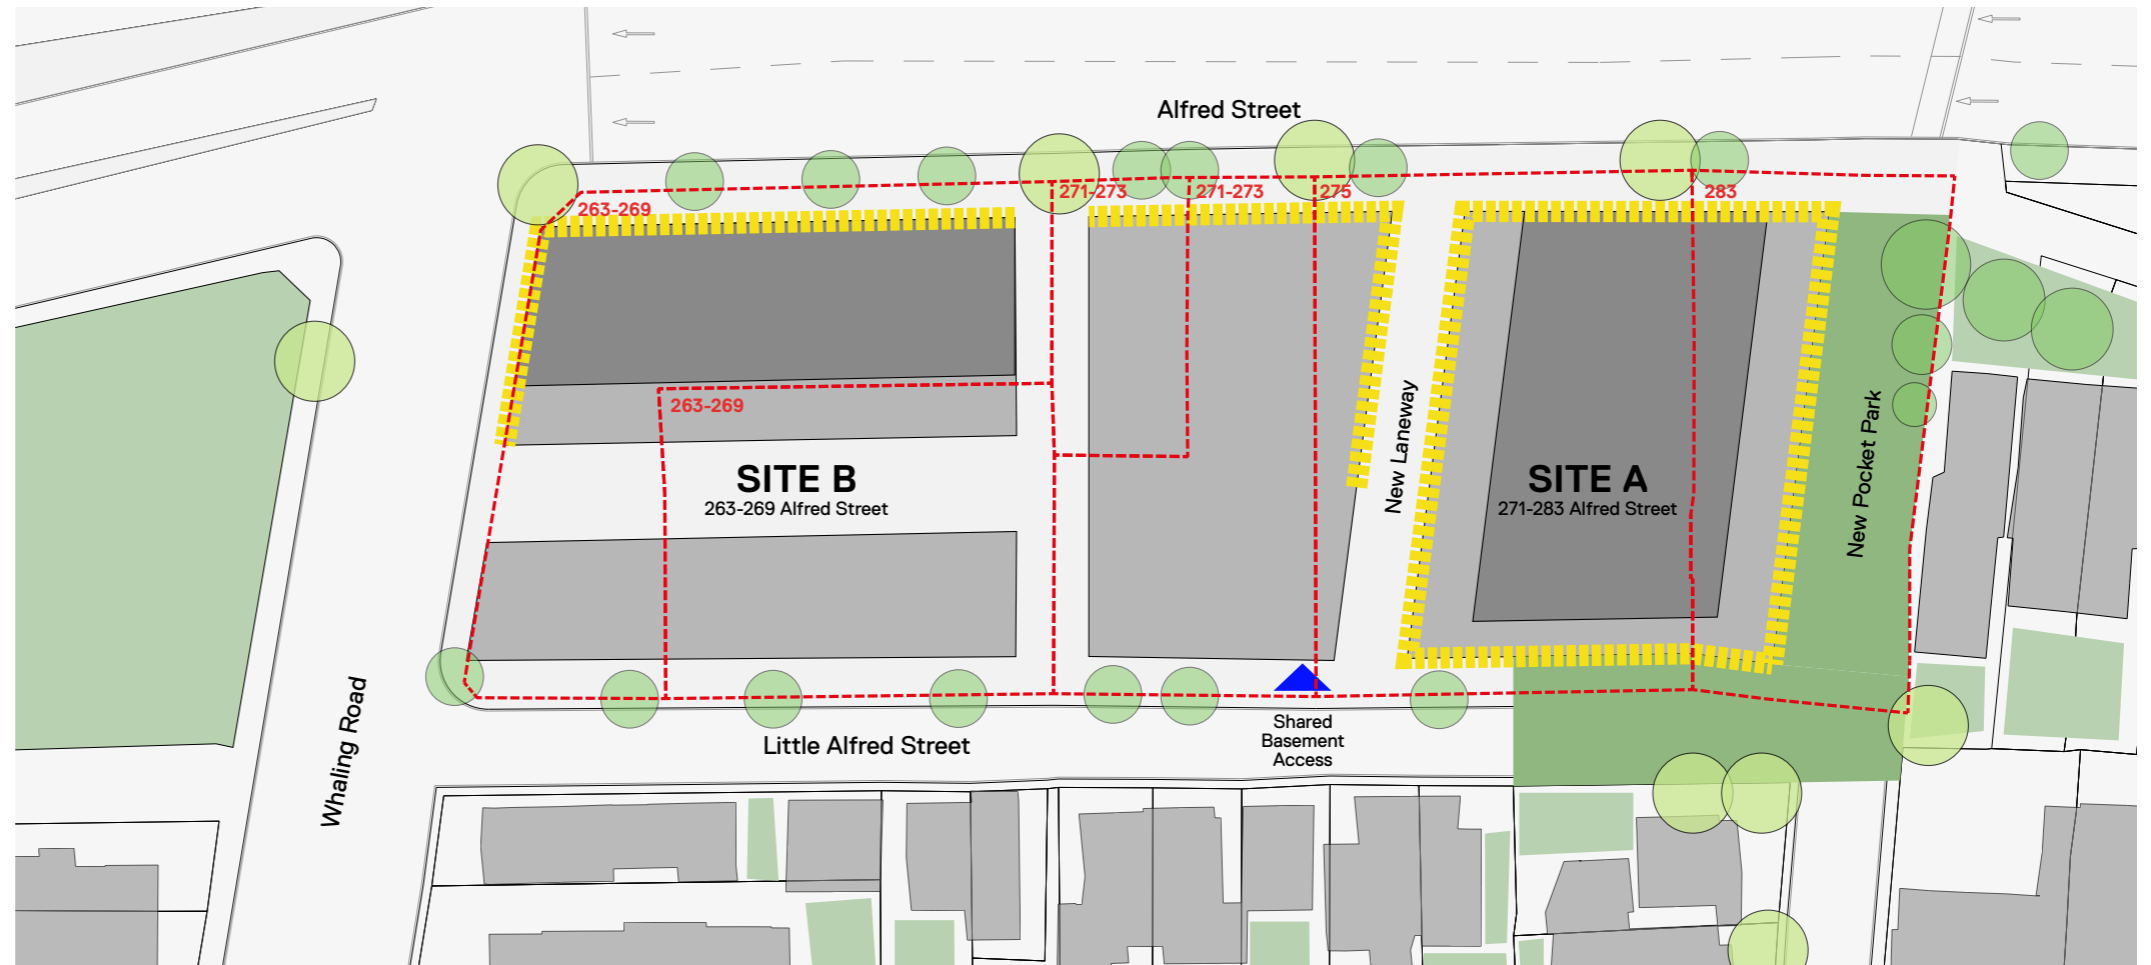 Alfred Street
263-269
271-273
271-273
275
283
263-269
SITE B
263-269 Alfred Street
New Laneway
SITE A
271-283 Alfred Street
New Pocket Park
Whaling Road
Little Alfred Street
Shared
Basement
Access